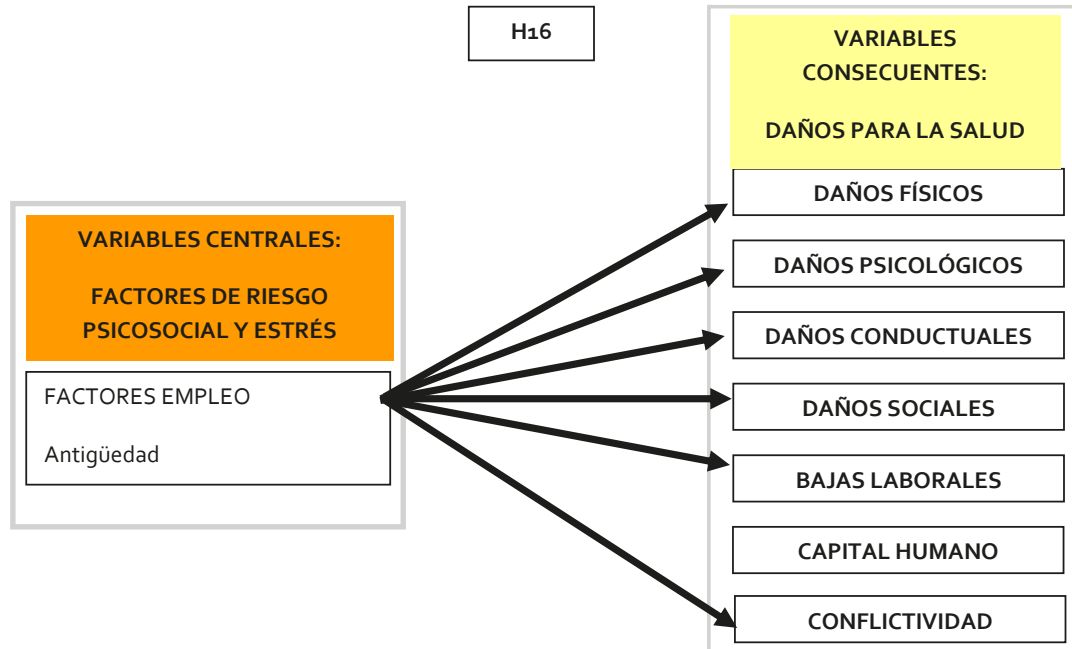 H16
VARIABLES
CONSECUENTES:
DAÑOS PARA LA SALUD
DAÑOS FÍSICOS
VARIABLES CENTRALES:
FACTORES DE RIESGO
PSICOSOCIAL Y ESTRÉS
DAÑOS PSICOLÓGICOS
DAÑOS CONDUCTUALES
FACTORES EMPLEO
Antigüedad
DAÑOS SOCIALES
BAJAS LABORALES
CAPITAL HUMANO
CONFLICTIVIDAD